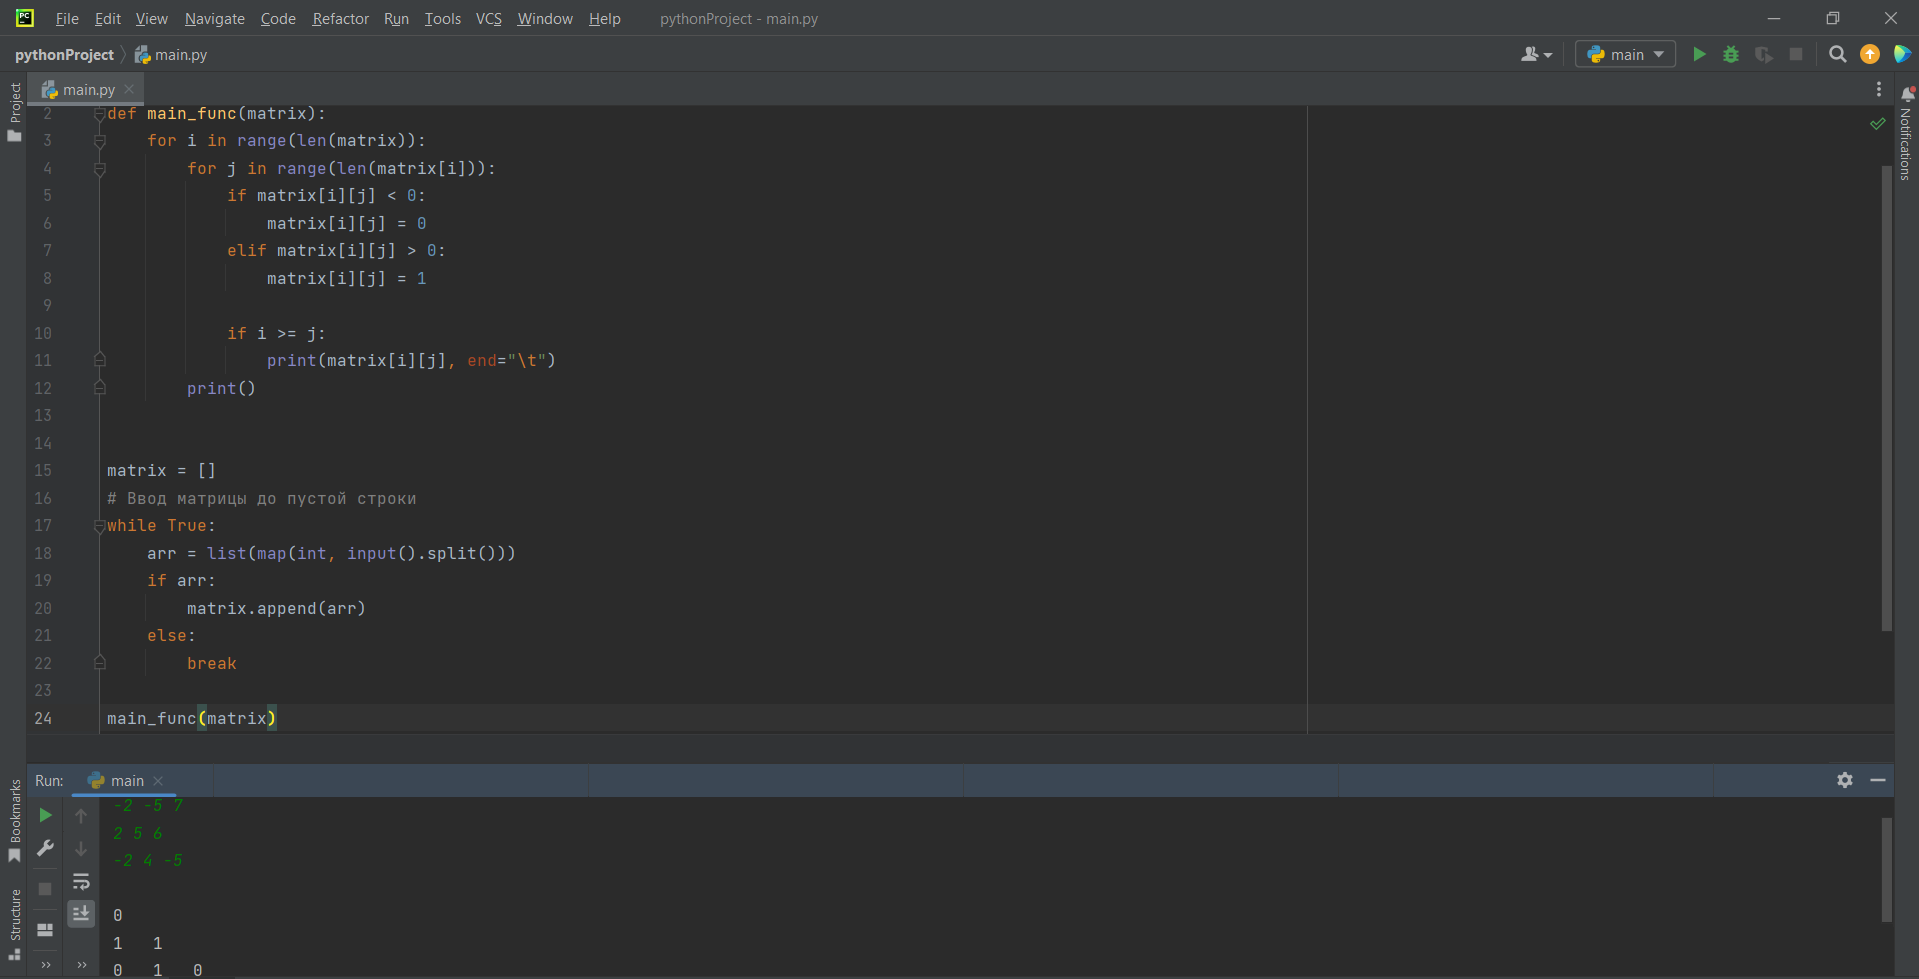 PC File Edit View Navigate Code Refactor Run Tools VCS Window Help pythonProject - main.py
pythonProject main.py main
Project main.py
Notifications
2 def main_func(matrix):
3 for i in range(len(matrix)):
4 for j in range(len(matrix[i])):
5 if matrix[i][j] < 0:
6 matrix[i][j] = 0
7 elif matrix[i][j] > 0:
8 matrix[i][j] = 1
9
10 if i >= j:
11 print(matrix[i][j], end="\t")
12 print()
13
14
15 matrix = []
16 # Ввод матрицы до пустой строки
17 while True:
18 arr = list(map(int, input().split()))
19 if arr:
20 matrix.append(arr)
21 else:
22 break
23
24 main_func(matrix)
Run: main
Bookmarks
Structure
-2 -5 7
2 5 6
-2 4 -5
0
1 1
0 1 0